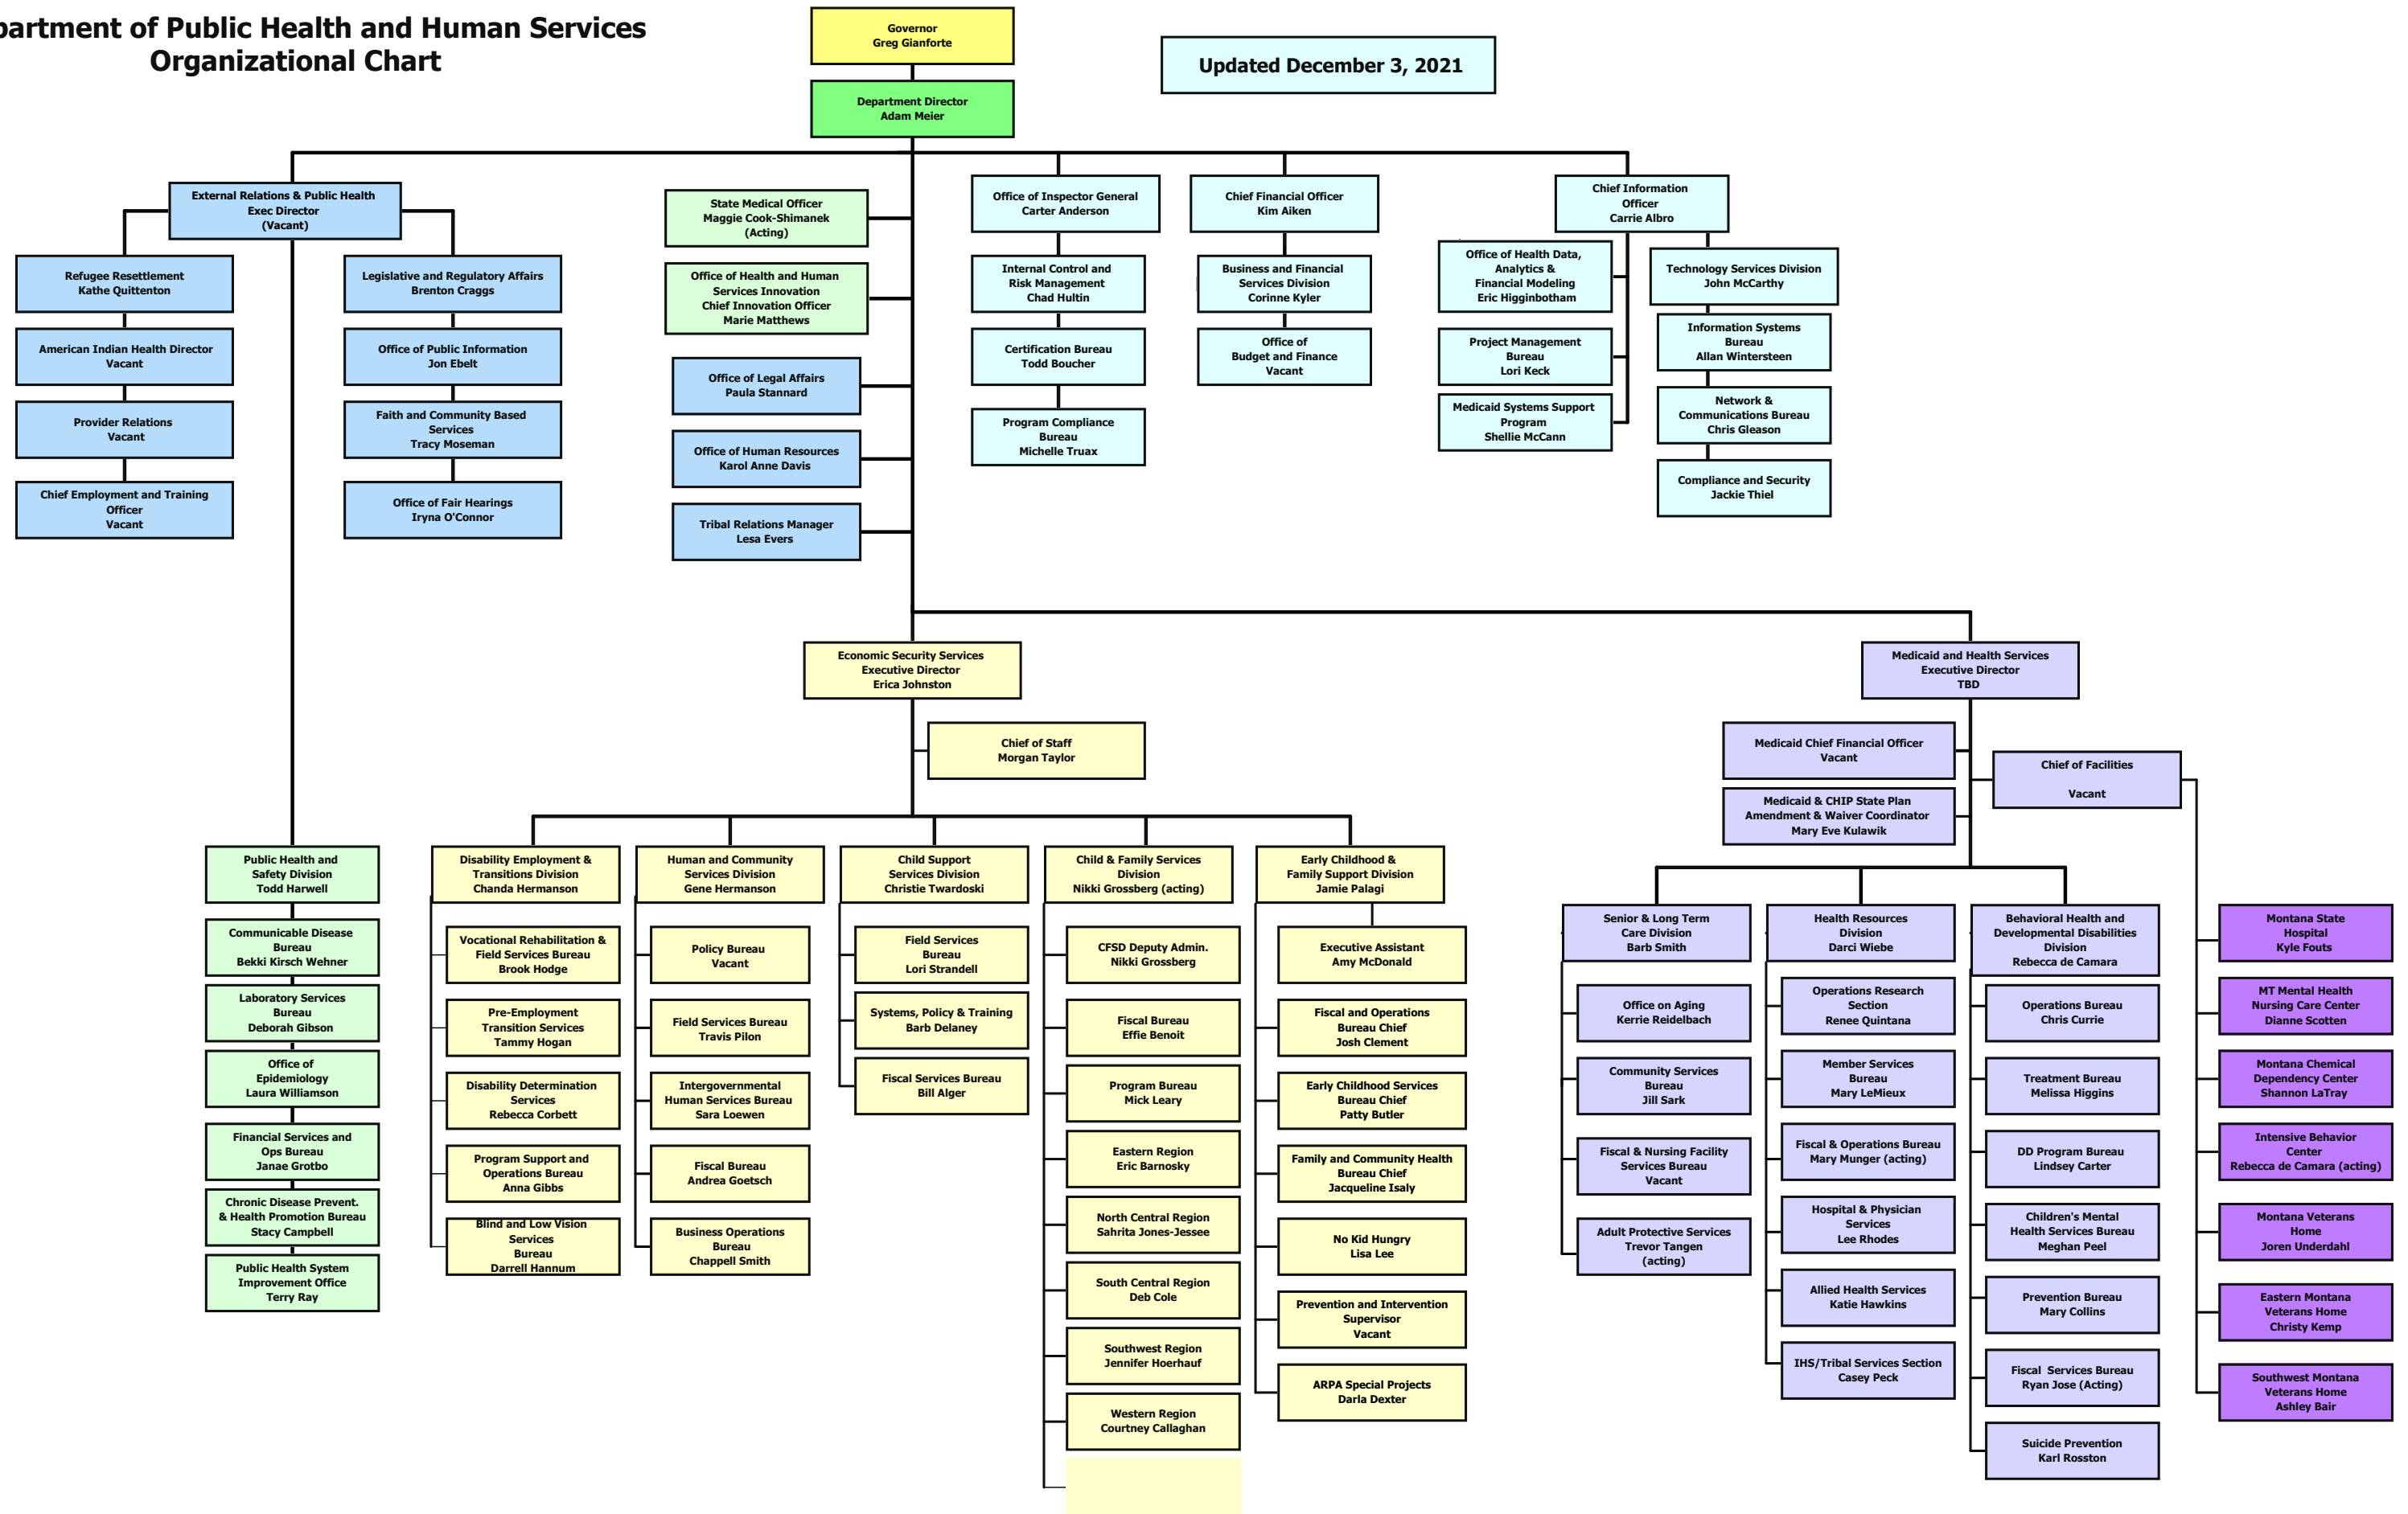 partment of Public Health and Human Services
Organizational Chart
Governor
Greg Gianforte
Updated December 3, 2021
Department Director
Adam Meier
External Relations & Public Health
Exec Director
(Vacant)
Refugee Resettlement
Kathe Quittenton
American Indian Health Director
Vacant
Provider Relations
Vacant
Chief Employment and Training
Officer
Vacant
Legislative and Regulatory Affairs
Brenton Craggs
Office of Public Information
Jon Ebelt
Faith and Community Based
Services
Tracy Moseman
Office of Fair Hearings
Iryna O'Connor
State Medical Officer
Maggie Cook-Shimanek
(Acting)
Office of Health and Human
Services Innovation
Chief Innovation Officer
Marie Matthews
Office of Legal Affairs
Paula Stannard
Office of Human Resources
Karol Anne Davis
Tribal Relations Manager
Lesa Evers
Office of Inspector General
Carter Anderson
Internal Control and
Risk Management
Chad Hultin
Certification Bureau
Todd Boucher
Program Compliance
Bureau
Michelle Truax
Chief Financial Officer
Kim Aiken
Business and Financial
Services Division
Corinne Kyler
Office of
Budget and Finance
Vacant
Chief Information
Officer
Carrie Albro
Office of Health Data,
Analytics &
Financial Modeling
Eric Higginbotham
Project Management
Bureau
Lori Keck
Medicaid Systems Support
Program
Shellie McCann
Technology Services Division
John McCarthy
Information Systems
Bureau
Allan Wintersteen
Network &
Communications Bureau
Chris Gleason
Compliance and Security
Jackie Thiel
Economic Security Services
Executive Director
Erica Johnston
Chief of Staff
Morgan Taylor
Medicaid and Health Services
Executive Director
TBD
Medicaid Chief Financial Officer
Vacant
Medicaid & CHIP State Plan
Amendment & Waiver Coordinator
Mary Eve Kulawik
Chief of Facilities
Vacant
Public Health and
Safety Division
Todd Harwell
Communicable Disease
Bureau
Bekki Kirsch Wehner
Laboratory Services
Bureau
Deborah Gibson
Office of
Epidemiology
Laura Williamson
Financial Services and
Ops Bureau
Janae Grotbo
Chronic Disease Prevent.
& Health Promotion Bureau
Stacy Campbell
Public Health System
Improvement Office
Terry Ray
Disability Employment &
Transitions Division
Chanda Hermanson
Vocational Rehabilitation &
Field Services Bureau
Brook Hodge
Pre-Employment
Transition Services
Tammy Hogan
Disability Determination
Services
Rebecca Corbett
Program Support and
Operations Bureau
Anna Gibbs
Blind and Low Vision
Services
Bureau
Darrell Hannum
Human and Community
Services Division
Gene Hermanson
Policy Bureau
Vacant
Field Services Bureau
Travis Pilon
Intergovernmental
Human Services Bureau
Sara Loewen
Fiscal Bureau
Andrea Goetsch
Business Operations
Bureau
Chappell Smith
Child Support
Services Division
Christie Twardoski
Field Services
Bureau
Lori Strandell
Systems, Policy & Training
Barb Delaney
Fiscal Services Bureau
Bill Alger
Child & Family Services
Division
Nikki Grossberg (acting)
CFSD Deputy Admin.
Nikki Grossberg
Fiscal Bureau
Effie Benoit
Program Bureau
Mick Leary
Eastern Region
Eric Barnosky
North Central Region
Sahrita Jones-Jessee
South Central Region
Deb Cole
Southwest Region
Jennifer Hoerhauf
Western Region
Courtney Callaghan
Early Childhood &
Family Support Division
Jamie Palagi
Executive Assistant
Amy McDonald
Fiscal and Operations
Bureau Chief
Josh Clement
Early Childhood Services
Bureau Chief
Patty Butler
Family and Community Health
Bureau Chief
Jacqueline Isaly
No Kid Hungry
Lisa Lee
Prevention and Intervention
Supervisor
Vacant
ARPA Special Projects
Darla Dexter
Senior & Long Term
Care Division
Barb Smith
Office on Aging
Kerrie Reidelbach
Community Services
Bureau
Jill Sark
Fiscal & Nursing Facility
Services Bureau
Vacant
Adult Protective Services
Trevor Tangen
(acting)
Health Resources
Division
Darci Wiebe
Operations Research
Section
Renee Quintana
Member Services
Bureau
Mary LeMieux
Fiscal & Operations Bureau
Mary Munger (acting)
Hospital & Physician
Services
Lee Rhodes
Allied Health Services
Katie Hawkins
IHS/Tribal Services Section
Casey Peck
Behavioral Health and
Developmental Disabilities
Division
Rebecca de Camara
Operations Bureau
Chris Currie
Treatment Bureau
Melissa Higgins
DD Program Bureau
Lindsey Carter
Children's Mental
Health Services Bureau
Meghan Peel
Prevention Bureau
Mary Collins
Fiscal Services Bureau
Ryan Jose (Acting)
Suicide Prevention
Karl Rosston
Montana State
Hospital
Kyle Fouts
MT Mental Health
Nursing Care Center
Dianne Scotten
Montana Chemical
Dependency Center
Shannon LaTray
Intensive Behavior
Center
Rebecca de Camara (acting)
Montana Veterans
Home
Joren Underdahl
Eastern Montana
Veterans Home
Christy Kemp
Southwest Montana
Veterans Home
Ashley Bair